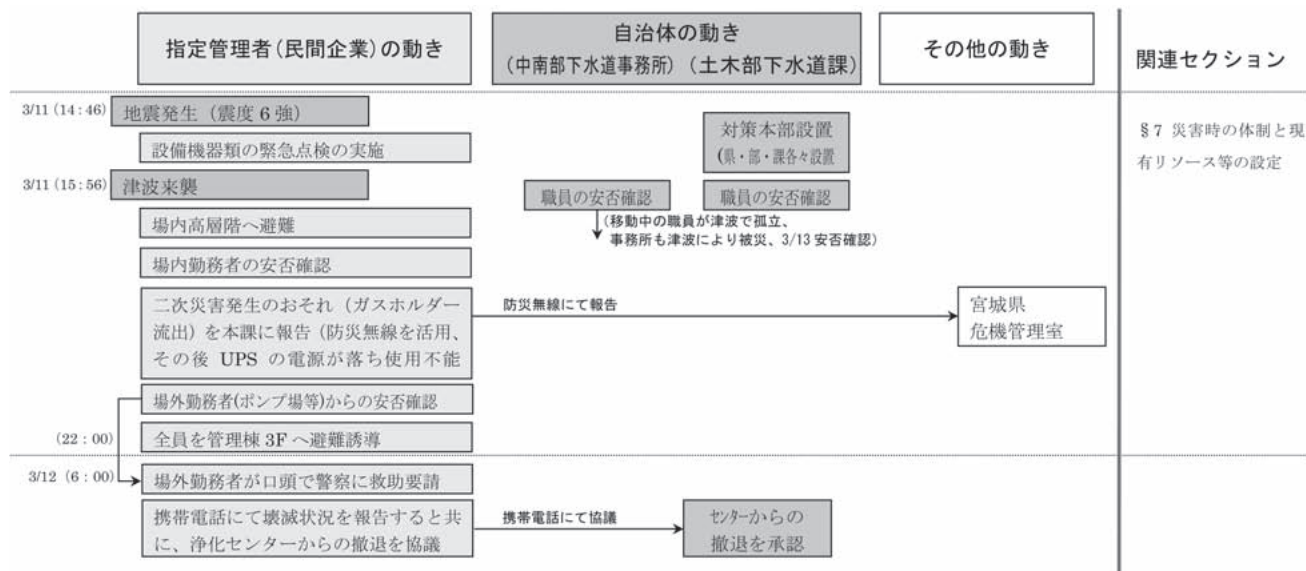 指定管理者(民間企業)の動き
自治体の動き
(中南部下水道事務所)(土木部下水道課)
その他の動き
関連セクション
3/11 (14:46)
地震発生(震度 6 強)
設備機器類の緊急点検の実施
対策本部設置
(県・部・課各々設置
§7 災害時の体制と現
有リソース等の設定
3/11 (15:56)
津波来襲
職員の安否確認
職員の安否確認
場内高層階へ避難
(移動中の職員が津波で孤立、
事務所も津波により被災、3/13 安否確認)
場内勤務者の安否確認
二次災害発生のおそれ(ガスホルダー
流出)を本課に報告(防災無線を活用、
その後 UPS の電源が落ち使用不能
防災無線にて報告
宮城県
危機管理室
場外勤務者(ポンプ場等)からの安否確認
(22:00)
全員を管理棟 3F へ避難誘導
3/12 (6:00)
場外勤務者が口頭で警察に救助要請
携帯電話にて壊滅状況を報告すると共
に、浄化センターからの撤退を協議
携帯電話にて協議
センターからの
撤退を承認